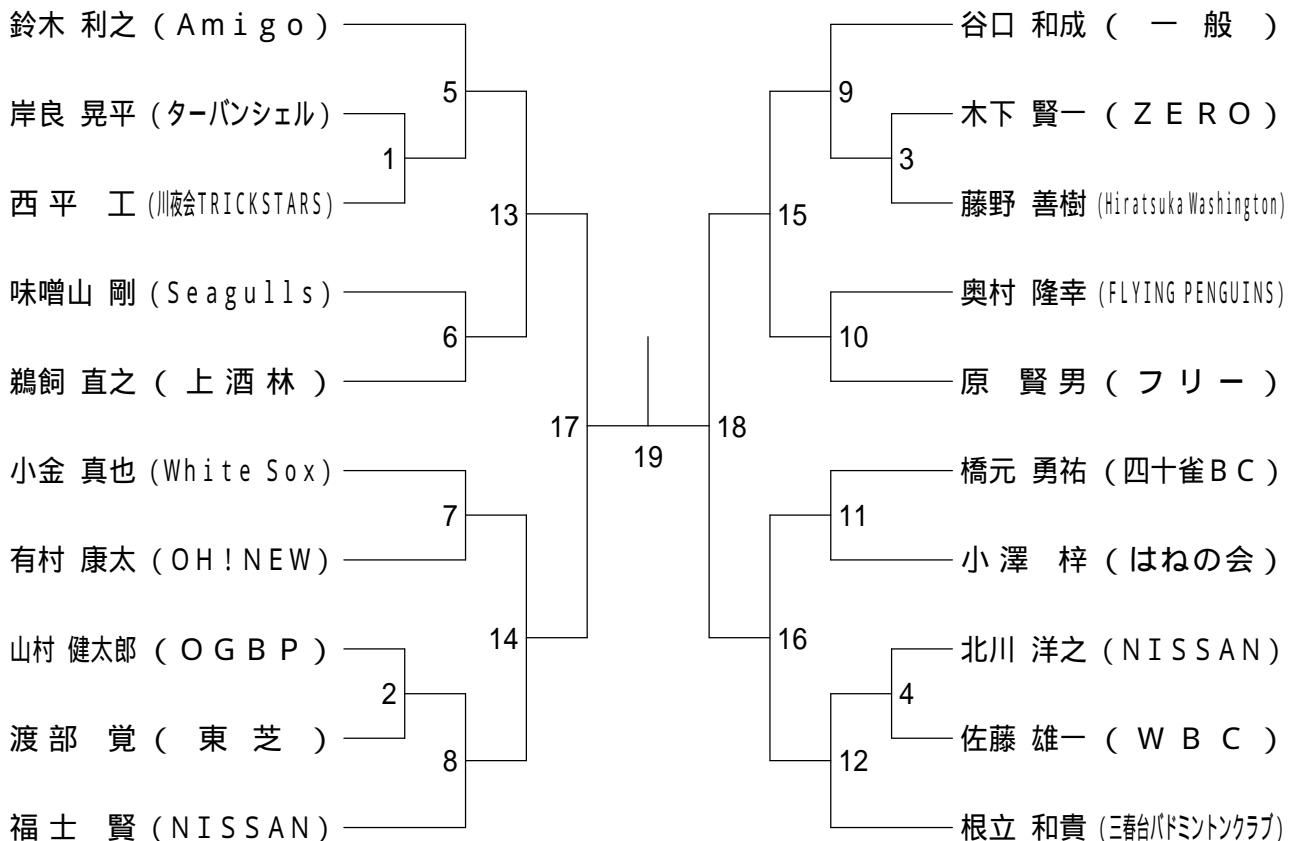 鈴木 利之 (Amigo)
岸良 晃平 (ターバンシェル)
西平 工 (川夜会TRICKSTARS)
味噌山 剛 (Seagulls)
鵜飼 直之 (上酒林)
小金 真也 (White Sox)
有村 康太 (OH!NEW)
山村 健太郎 (OGBP)
渡部 覚 (東芝)
福士 賢 (NISSAN)
5
1
13
6
17
7
14
2
8
19
9
3
15
10
18
11
16
4
12
谷口 和成 (一般)
木下 賢一 (ZERO)
藤野 善樹 (Hiratsuka Washington)
奥村 隆幸 (FLYING PENGUINS)
原 賢男 (フリー)
橋元 勇祐 (四十雀BC)
小澤 梓 (はねの会)
北川 洋之 (NISSAN)
佐藤 雄一 (WBC)
根立 和貴 (三春台バドミントンクラブ)